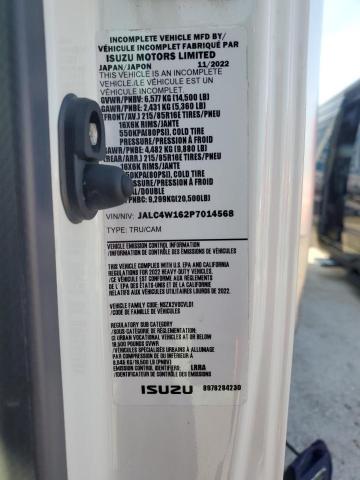 INCOMPLETE VEHICLE MFD BY/
VÉHICULE INCOMPLET FABRIQUÉ PAR
ISUZU MOTORS LIMITED
JAPAN/JAPON 11/2022
THIS VEHICLE IS AN INCOMPLETE
VEHICLE/LE VÉHICULE EST UN VÉHICULE
INCOMPLET
GVWR/PNBV: 6,577 KG (14,500 LB)
GAWR/PNBE: 2,431 KG (5,360 LB)
(FRONT/AV.) 215/85R16E TIRES/PNEU
16X6K RIMS/JANTE
550KPA(80PSI), COLD TIRE
PRESSURE/PRESSION À FROID
GAWR/PNBE: 4,482 KG (9,880 LB)
(REAR/ARR.) 215/85R16E TIRES/PNEU
16X6K RIMS/JANTE
550KPA(80PSI), COLD TIRE
PRESSURE/PRESSION À FROID
DUAL/DOUBLE
PNBC: 9,299KG(20,500LB)
VIN/NIV: JALC4W162P7014568
TYPE: TRU/CAM
VEHICLE EMISSION CONTROL INFORMATION
/INFORMATION DE CONTRÔLE DES ÉMISSIONS DE VÉHICULES
THIS VEHICLE COMPLIES WITH U.S EPA AND CALIFORNIA
REGULATIONS FOR 2022 HEAVY-DUTY VEHICLES.
/CE VÉHICULE EST CONFORME AUX RÈGLEMENTS
DE L'EPA DES É.-U. ET DE LA CALIFORNIE
RELATIFS AUX VÉHICULES UTILITAIRES LOURDS DE 2022.
VEHICLE FAMILY CODE: NSZX2VOCVLD1
/CODE DE FAMILLE DE VÉHICULES:
REGULATORY SUB CATEGORY:
/SOUS-CATÉGORIE DE RÉGLEMENTATION:
CI URBAN VOCATIONAL VEHICLES AT OR BELOW
19,500 POUNDS GVWR
/VÉHICULES SPÉCIALISÉS URBAINS À ALLUMAGE
PAR COMPRESSION DE OU INFÉRIEUR À
8,845 KG/19,500 LB (PNBV)
EMISSION CONTROL IDENTIFIERS: LRRA
/IDENTIFICATEUR DE CONTRÔLE DES ÉMISSIONS:
ISUZU 8978284230